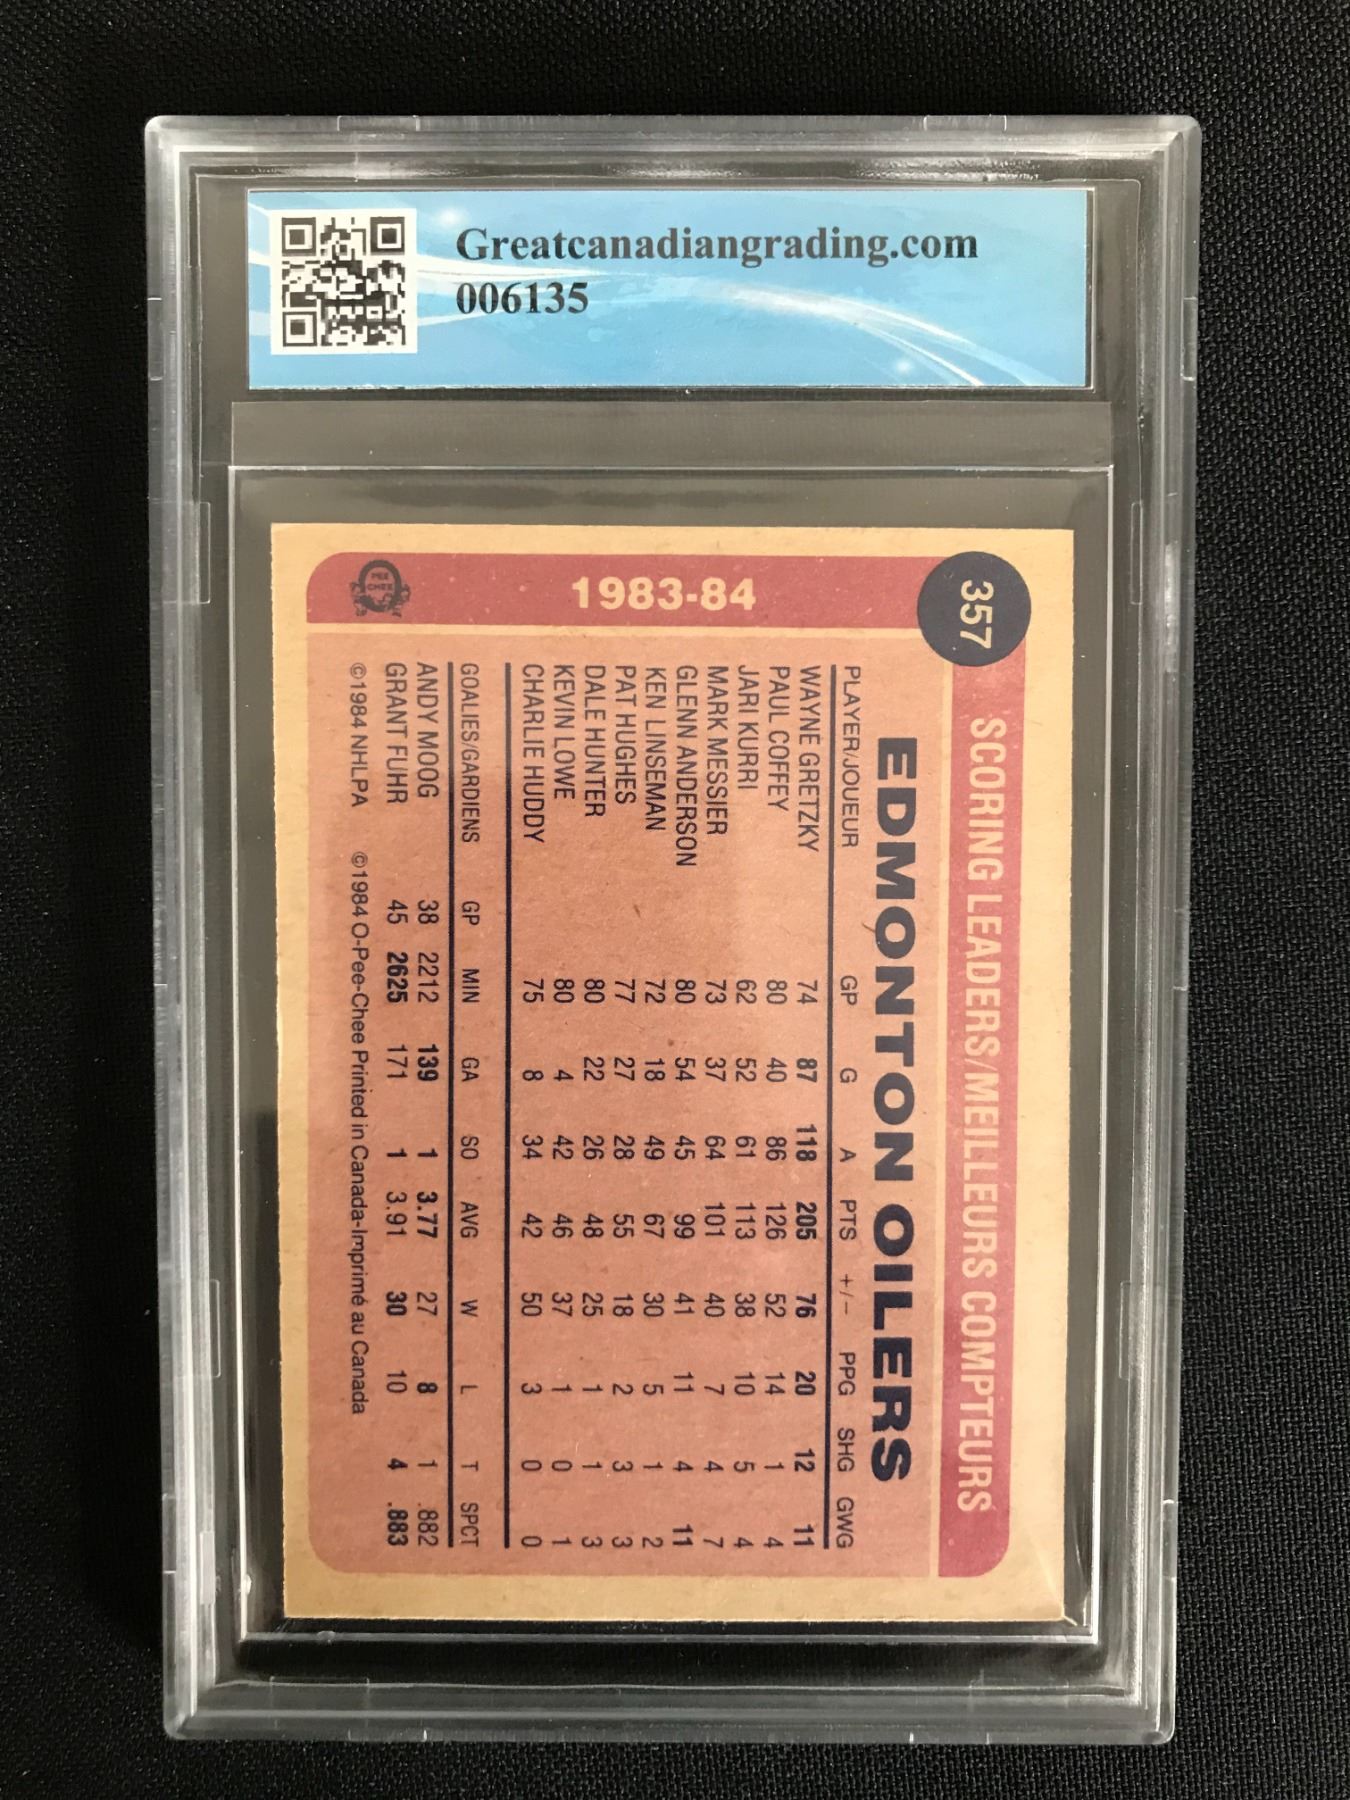 Greatcanadiangrading.com
006135
357
SCORING LEADERS/MEILLEURS COMPTEURS
1983-84
PEE
CHEE
EDMONTON OILERS
PLAYER/JOUEUR GP G A PTS +/- PPG SHG GWG
WAYNE GRETZKY 74 87 118 205 76 20 12 11
PAUL COFFEY 80 40 86 126 52 14 1 4
JARI KURRI 62 52 61 113 38 10 5 4
MARK MESSIER 73 37 64 101 40 7 4 7
GLENN ANDERSON 80 54 45 99 41 11 4 11
KEN LINSEMAN 72 18 49 67 30 5 1 2
PAT HUGHES 77 27 28 55 18 2 3 3
DALE HUNTER 80 22 26 48 25 1 1 3
KEVIN LOWE 80 4 42 46 37 1 0 1
CHARLIE HUDDY 75 8 34 42 50 3 0 0
GOALIES/GARDIENS GP MIN GA SO AVG W L T SPCT
ANDY MOOG 38 2212 139 1 3.77 27 8 1 .882
GRANT FUHR 45 2625 171 1 3.91 30 10 4 .883
©1984 NHLPA ©1984 O-Pee-Chee Printed in Canada-Imprimé au Canada